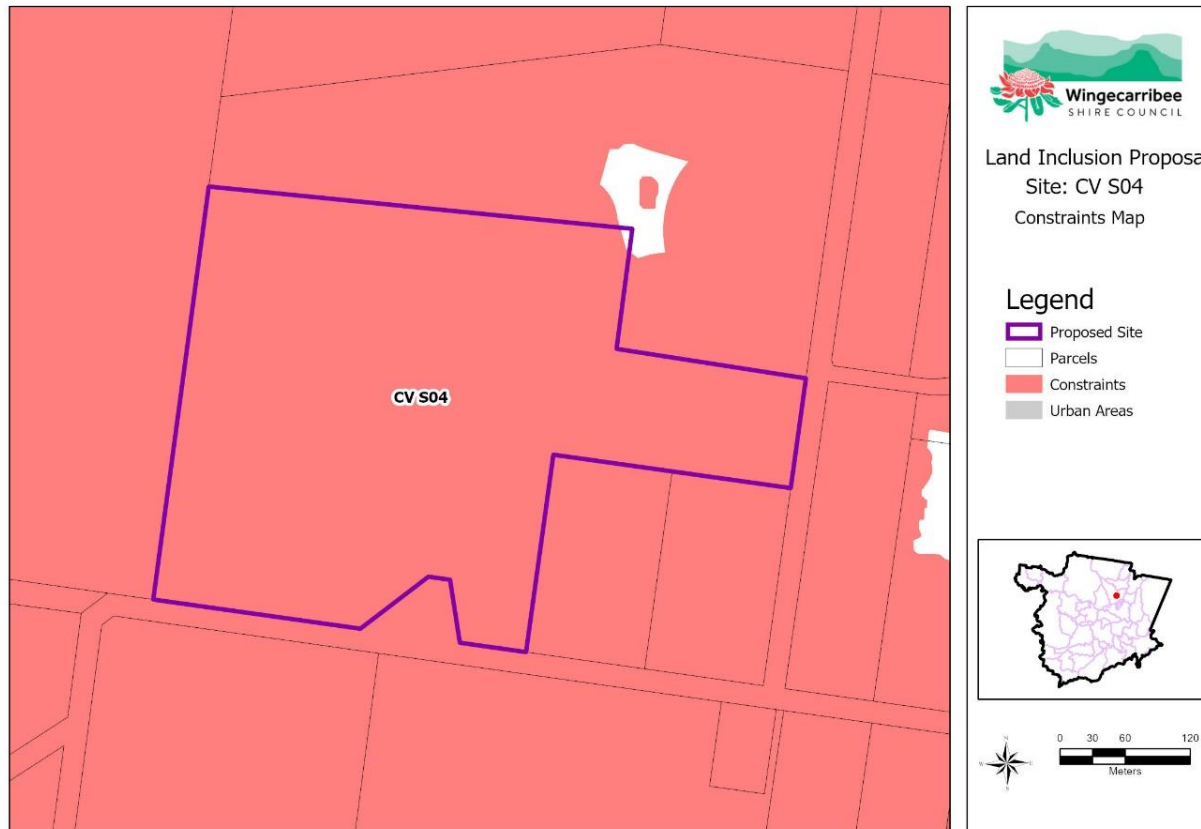 CV S04
Wingecarribee
SHIRE COUNCIL
Land Inclusion Proposa
Site: CV S04
Constraints Map
Legend
Proposed Site
Parcels
Constraints
Urban Areas
N
W E
S
0 30 60 120
Meters